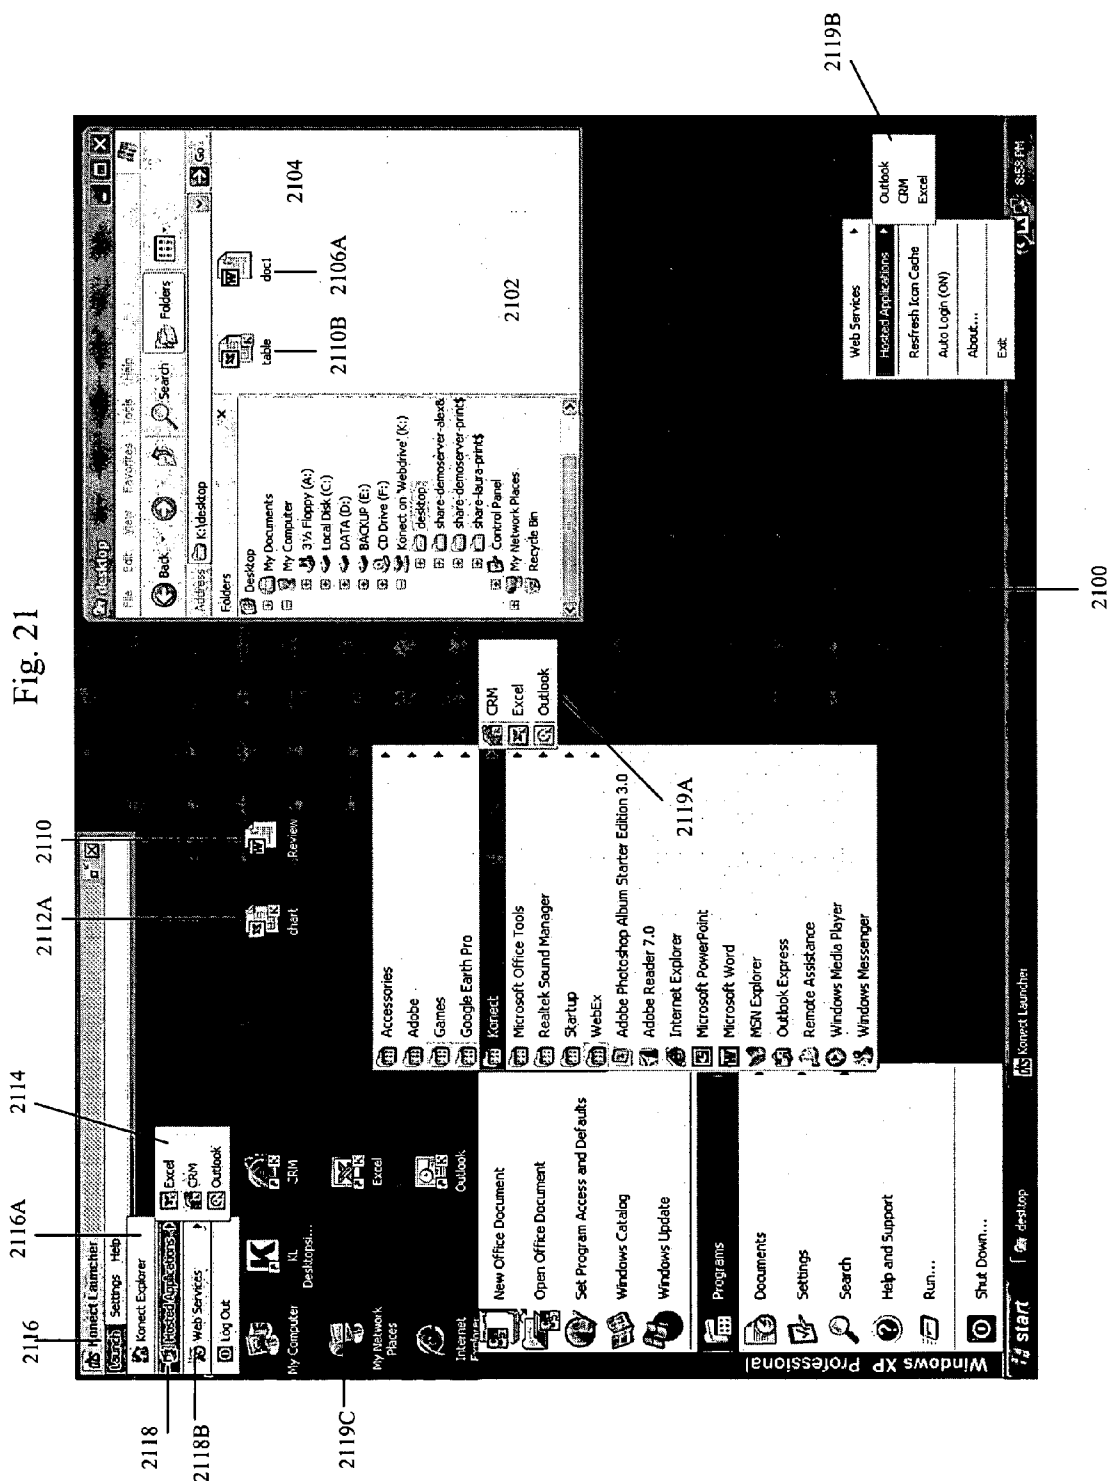 Fig. 21
2116
2116A
2114
2112A
2110
2118
2118B
2119C
Konect Launcher
Launch Settings Help
Konect Explorer
Hosted Applications
Web Services
Log Out
Excel
CRM
Outlook
My Computer
KL Desktopsi...
CRM
My Network Places
Excel
Internet
Outlook
chart
Review
New Office Document
Open Office Document
Set Program Access and Defaults
Windows Catalog
Windows Update
Programs
Documents
Settings
Search
Help and Support
Run...
Shut Down...
Windows XP Professional
Accessories
Adobe
Games
Google Earth Pro
Konect
Microsoft Office Tools
Realtek Sound Manager
Startup
WebEx
Adobe Photoshop Album Starter Edition 3.0
Adobe Reader 7.0
Internet Explorer
Microsoft PowerPoint
Microsoft Word
MSN Explorer
Outlook Express
Remote Assistance
Windows Media Player
Windows Messenger
CRM
Excel
Outlook
2119A
desktop
File Edit View Favorites Tools Help
Back Search Folders
Address K:\desktop Go
Folders x
Desktop
My Documents
My Computer
3½ Floppy (A:)
Local Disk (C:)
DATA (D:)
BACKUP (E:)
CD Drive (F:)
Konect on 'Webdrive' (K:)
desktop
share-demoserver-alex&
share-demoserver-print$
share-laura-print$
Control Panel
My Network Places
Recycle Bin
table
doc1
2110B
2106A
2104
2102
Web Services
Hosted Applications
Resfresh Icon Cache
Auto Login (ON)
About...
Exit
Outlook
CRM
Excel
2119B
start
desktop
Konect Launcher
8:58 PM
2100